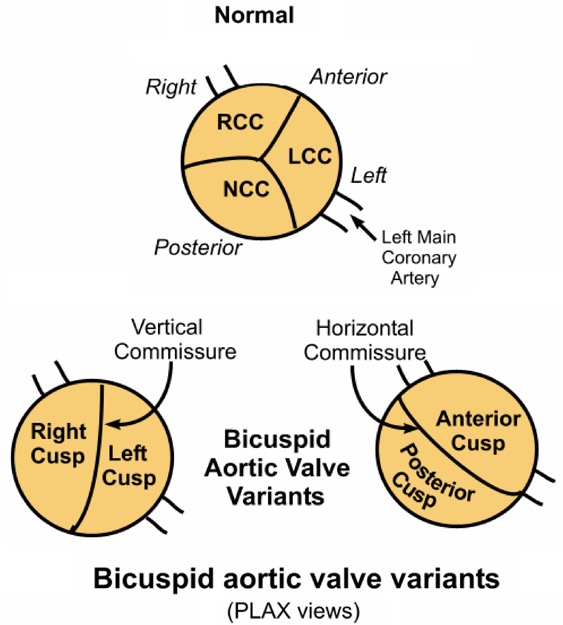 Normal
Right
Anterior
RCC
LCC
NCC
Left
Posterior
Left Main
Coronary
Artery
Vertical
Commissure
Horizontal
Commissure
Right
Cusp
Left
Cusp
Bicuspid
Aortic Valve
Variants
Anterior
Cusp
Posterior
Cusp
Bicuspid aortic valve variants
(PLAX views)